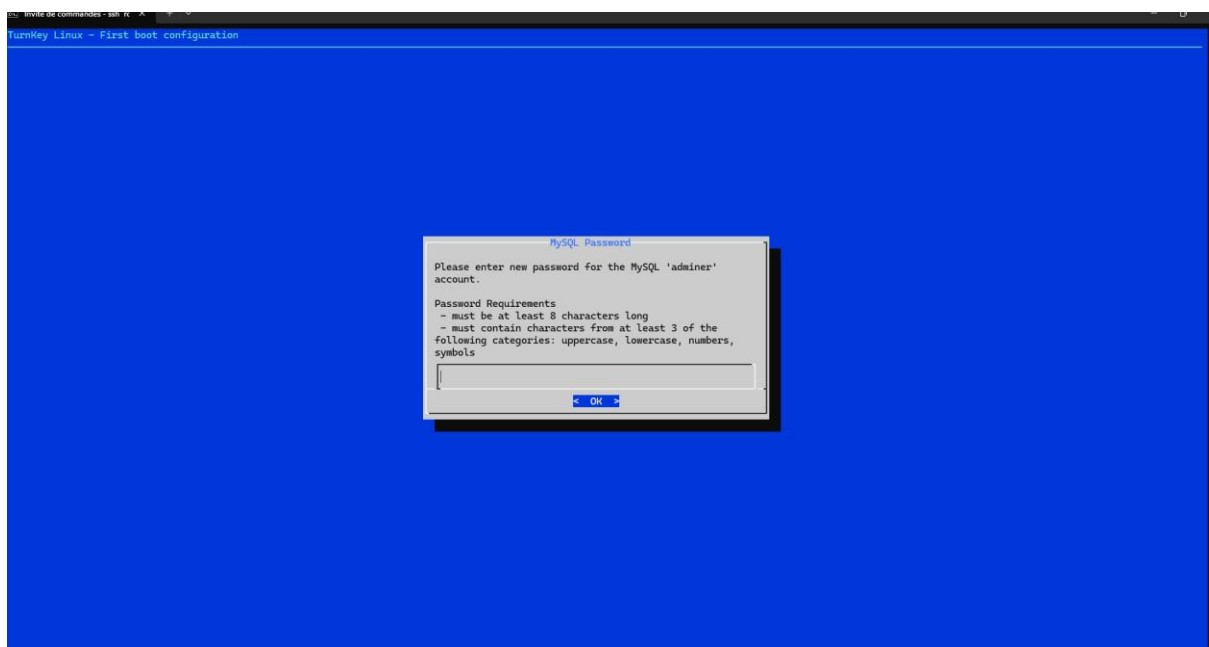 Invite de commandes - ssh rc
TurnKey Linux - First boot configuration
MySQL Password
Please enter new password for the MySQL 'adminer'
account.
Password Requirements
- must be at least 8 characters long
- must contain characters from at least 3 of the
following categories: uppercase, lowercase, numbers,
symbols
< OK >